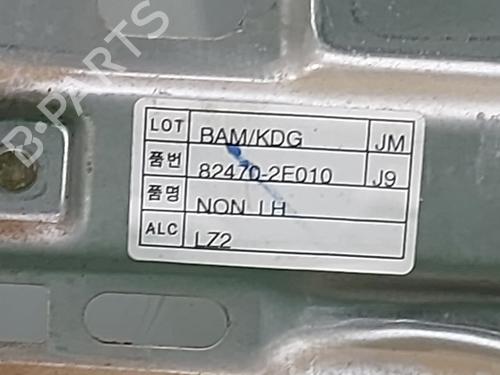 B-PARTS
LOT BAM/KDG JM
품번 82470-2F010 J9
품명 NON LH
ALC LZ2